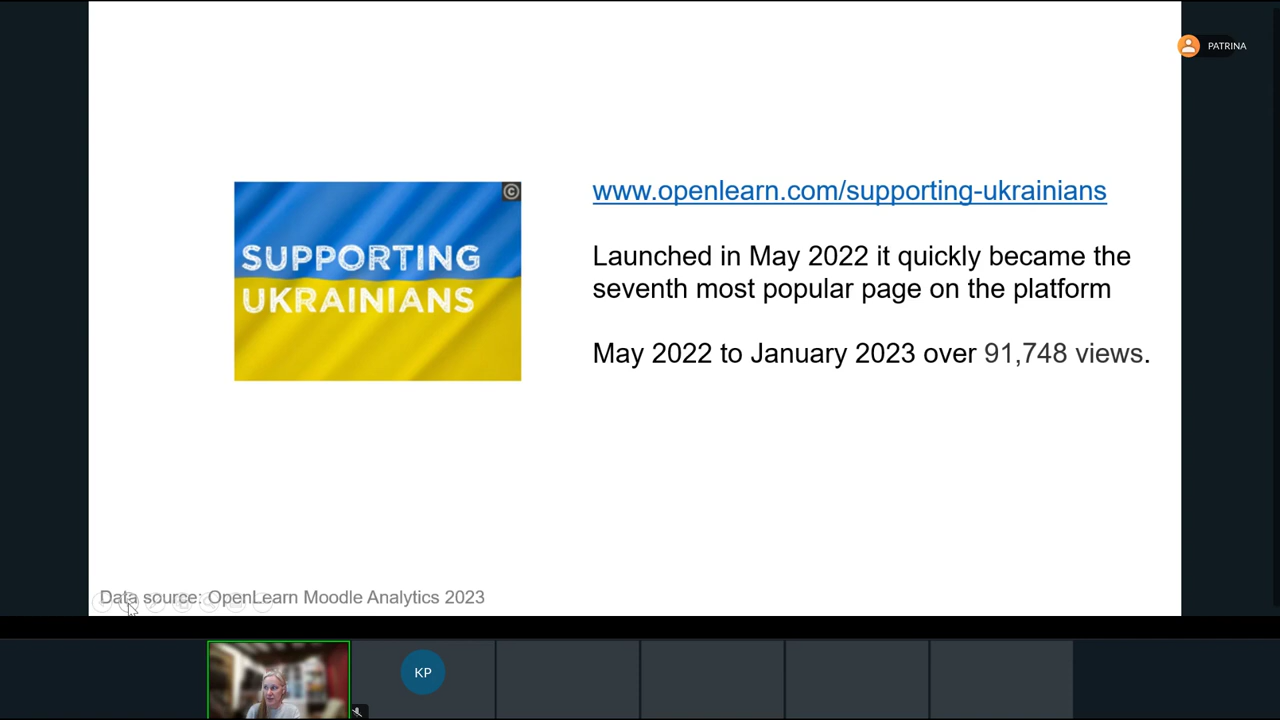 PATRINA
©
SUPPORTING
UKRAINIANS
www.openlearn.com/supporting-ukrainians
Launched in May 2022 it quickly became the
seventh most popular page on the platform
May 2022 to January 2023 over 91,748 views.
Data source: OpenLearn Moodle Analytics 2023
KP